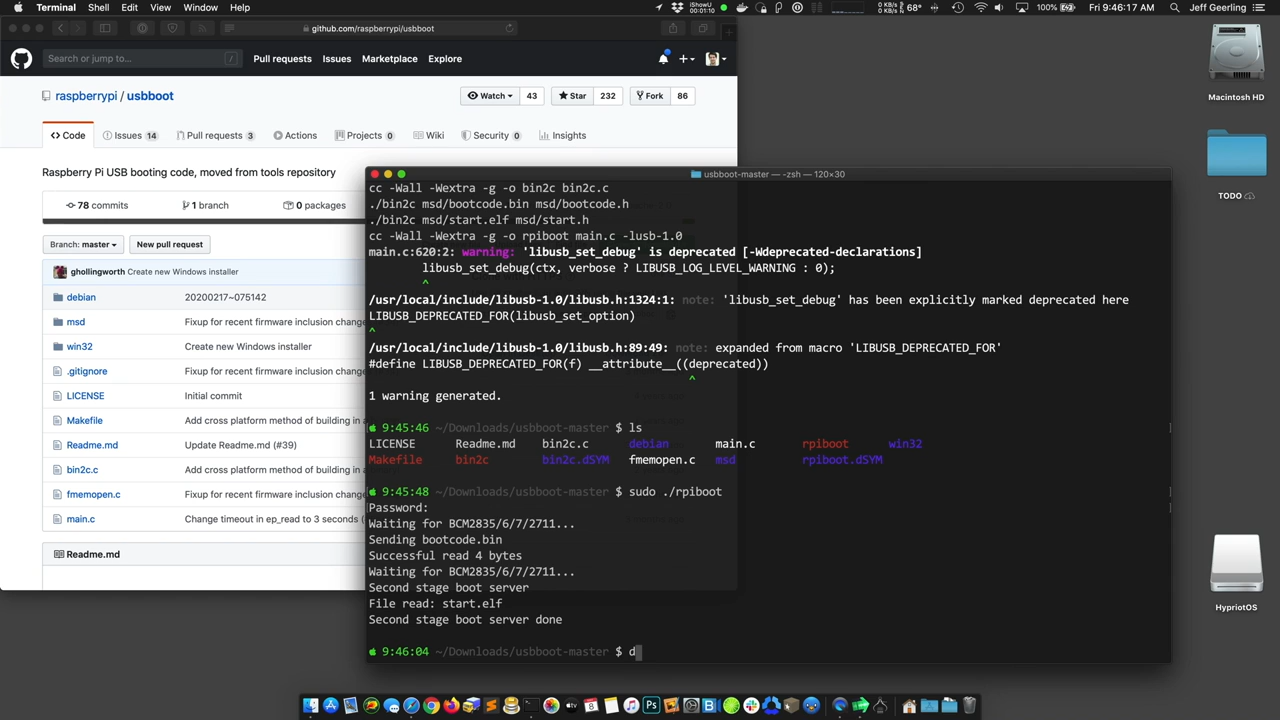 Terminal Shell Edit View Window Help
iShowU
00:01:10
0 KB/s
0 KB/s
68°
100%
Fri Jul 3 9:46:17 AM Jeff Geerling
github.com/raspberrypi/usbboot
Search or jump to... /
Pull requests Issues Marketplace Explore
raspberrypi / usbboot
Watch 43 Star 232 Fork 86
Code Issues 14 Pull requests 3 Actions Projects 0 Wiki Security 0 Insights
Raspberry Pi USB booting code, moved from tools repository
78 commits 1 branch 0 packages
Branch: master New pull request
ghollingworth Create new Windows installer
debian 20200217~075142
msd Fixup for recent firmware inclusion change
win32 Create new Windows installer
.gitignore Fixup for recent firmware inclusion change
LICENSE Initial commit
Makefile Add cross platform method of building in a
Readme.md Update Readme.md (#39)
bin2c.c Add cross platform method of building in a
fmemopen.c Fixup for recent firmware inclusion change
main.c Change timeout in ep_read to 3 seconds (
Readme.md
usbboot-master — -zsh — 120×30
cc -Wall -Wextra -g -o bin2c bin2c.c
./bin2c msd/bootcode.bin msd/bootcode.h
./bin2c msd/start.elf msd/start.h
cc -Wall -Wextra -g -o rpiboot main.c -lusb-1.0
main.c:620:2: warning: 'libusb_set_debug' is deprecated [-Wdeprecated-declarations]
libusb_set_debug(ctx, verbose ? LIBUSB_LOG_LEVEL_WARNING : 0);
^
/usr/local/include/libusb-1.0/libusb.h:1324:1: note: 'libusb_set_debug' has been explicitly marked deprecated here
LIBUSB_DEPRECATED_FOR(libusb_set_option)
^
/usr/local/include/libusb-1.0/libusb.h:89:49: note: expanded from macro 'LIBUSB_DEPRECATED_FOR'
#define LIBUSB_DEPRECATED_FOR(f) __attribute__((deprecated))
^
1 warning generated.
9:45:46 ~/Downloads/usbboot-master $ ls
LICENSE Readme.md bin2c.c debian main.c rpiboot win32
Makefile bin2c bin2c.dSYM fmemopen.c msd rpiboot.dSYM
9:45:48 ~/Downloads/usbboot-master $ sudo ./rpiboot
Password:
Waiting for BCM2835/6/7/2711...
Sending bootcode.bin
Successful read 4 bytes
Waiting for BCM2835/6/7/2711...
Second stage boot server
File read: start.elf
Second stage boot server done
9:46:04 ~/Downloads/usbboot-master $ d
Macintosh HD
TODO
HypriotOS